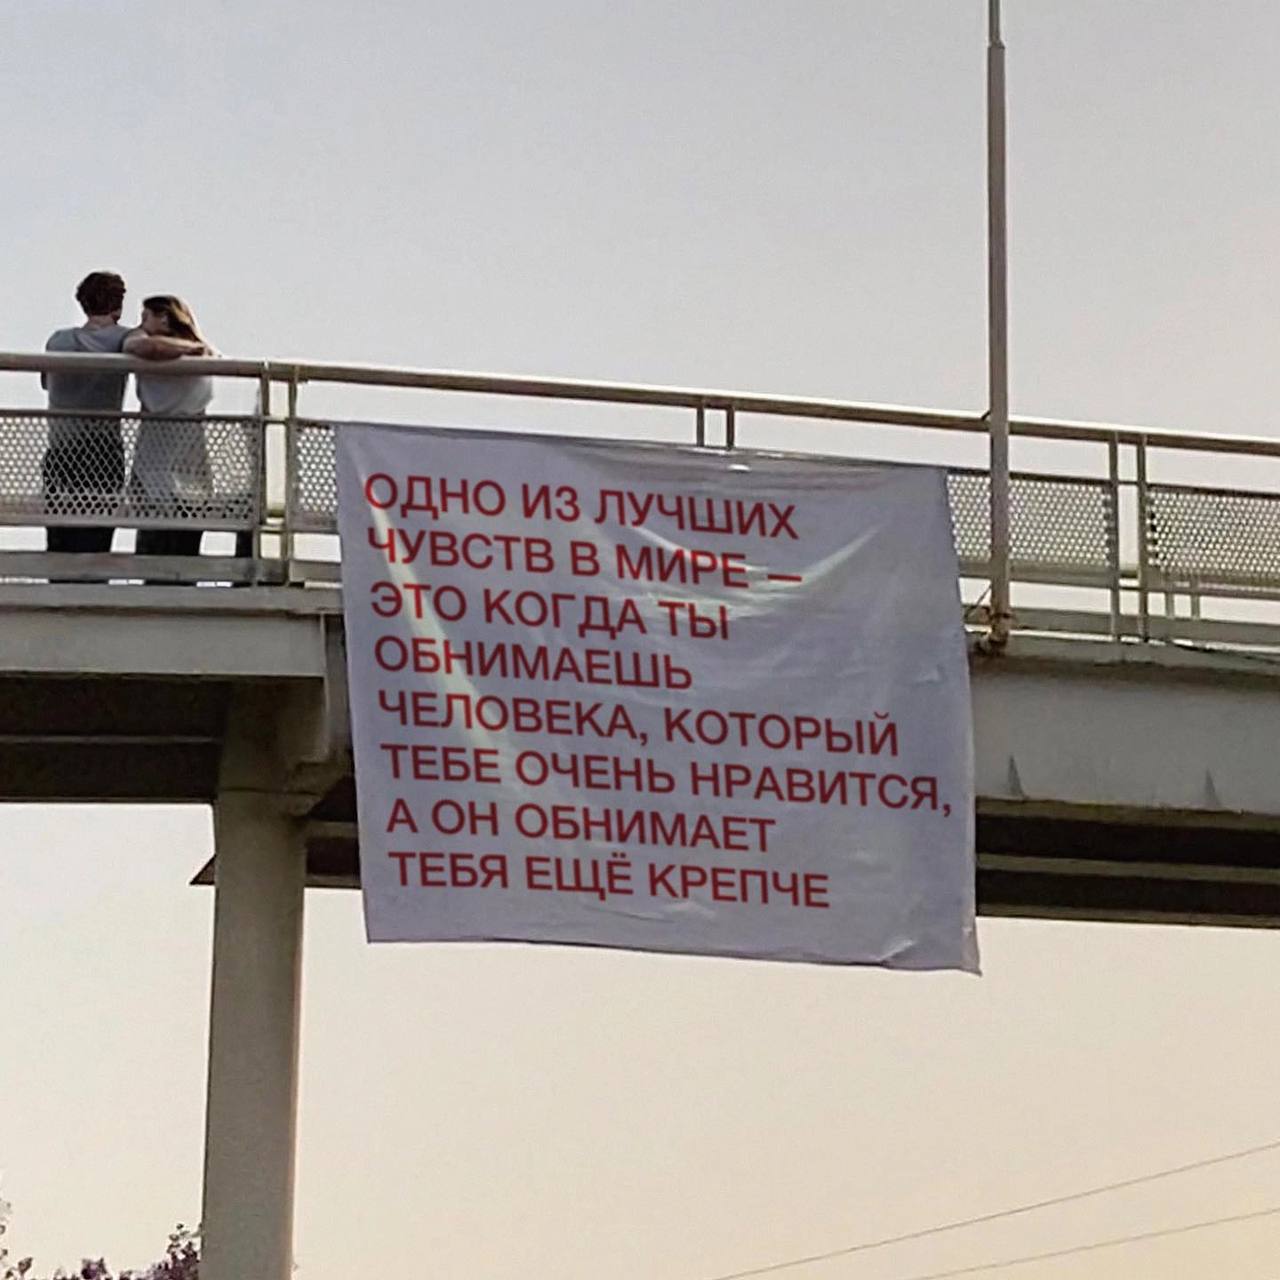 ОДНО ИЗ ЛУЧШИХ
ЧУВСТВ В МИРЕ —
ЭТО КОГДА ТЫ
ОБНИМАЕШЬ
ЧЕЛОВЕКА, КОТОРЫЙ
ТЕБЕ ОЧЕНЬ НРАВИТСЯ,
А ОН ОБНИМАЕТ
ТЕБЯ ЕЩЁ КРЕПЧЕ